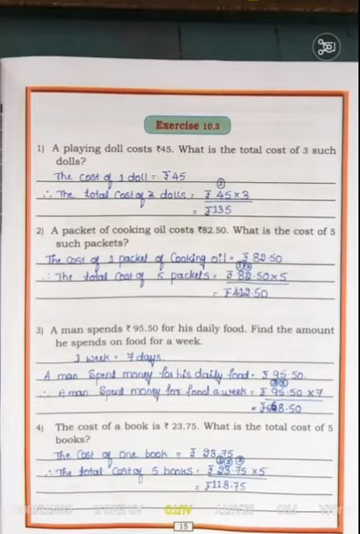 Exercise 10.3
1) A playing doll costs ₹45. What is the total cost of 3 such
dolls?
The cost of 1 doll = ₹45
∴ The total cost of 3 dolls = ₹ 45×3
= ₹135
2) A packet of cooking oil costs ₹82.50. What is the cost of 5
such packets?
The cost of 1 packet of cooking oil = ₹ 82.50
∴ The total cost of 5 packets = ₹ 82.50×5
= ₹412.50
3) A man spends ₹ 95.50 for his daily food. Find the amount
he spends on food for a week.
1 week = 7 days.
A man spent money for his daily food = ₹ 95.50.
∴ A man spent money for food a week = ₹ 95.50 ×7
= ₹668.50
4) The cost of a book is ₹ 23.75. What is the total cost of 5
books?
The cost of one book = ₹ 23.75
∴ The total cost of 5 books = ₹ 23.75 ×5
= ₹118.75
AUTO
15